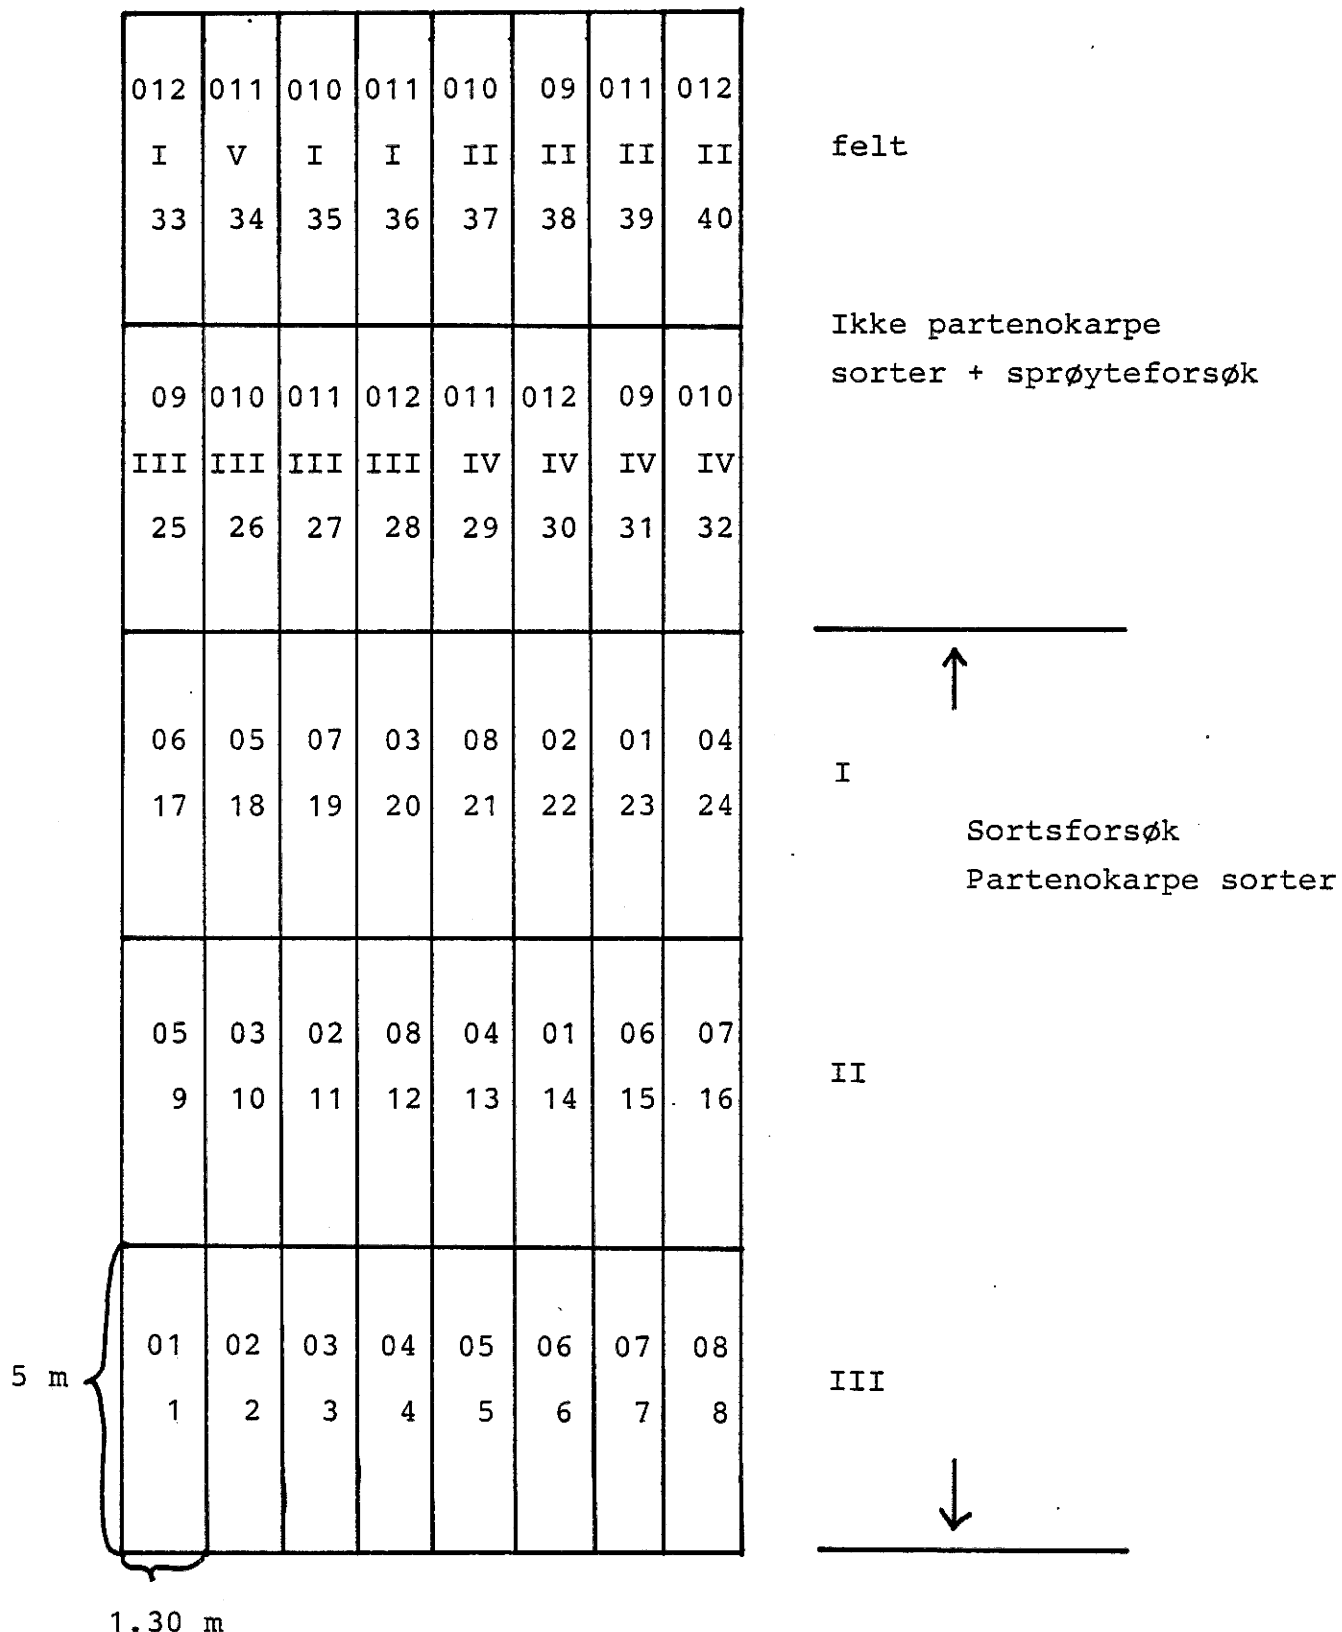 012 011 010 011 010 09 011 012
I V I I II II II II
33 34 35 36 37 38 39 40
felt
Ikke partenokarpe
sorter + sprøyteforsøk
09 010 011 012 011 012 09 010
III III III III IV IV IV IV
25 26 27 28 29 30 31 32
06 05 07 03 08 02 01 04
17 18 19 20 21 22 23 24
I
Sortsforsøk
Partenokarpe sorter
05 03 02 08 04 01 06 07
9 10 11 12 13 14 15 16
II
01 02 03 04 05 06 07 08
1 2 3 4 5 6 7 8
5 m
III
1.30 m